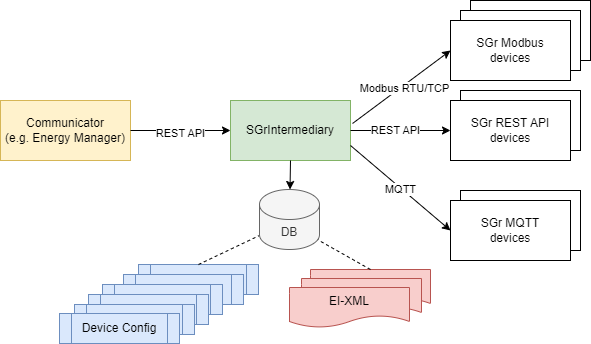 SGr Modbus
devices
Modbus RTU/TCP
Communicator
(e.g. Energy Manager)
REST API
SGrIntermediary
REST API
SGr REST API
devices
MQTT
SGr MQTT
devices
DB
EI-XML
Device Config